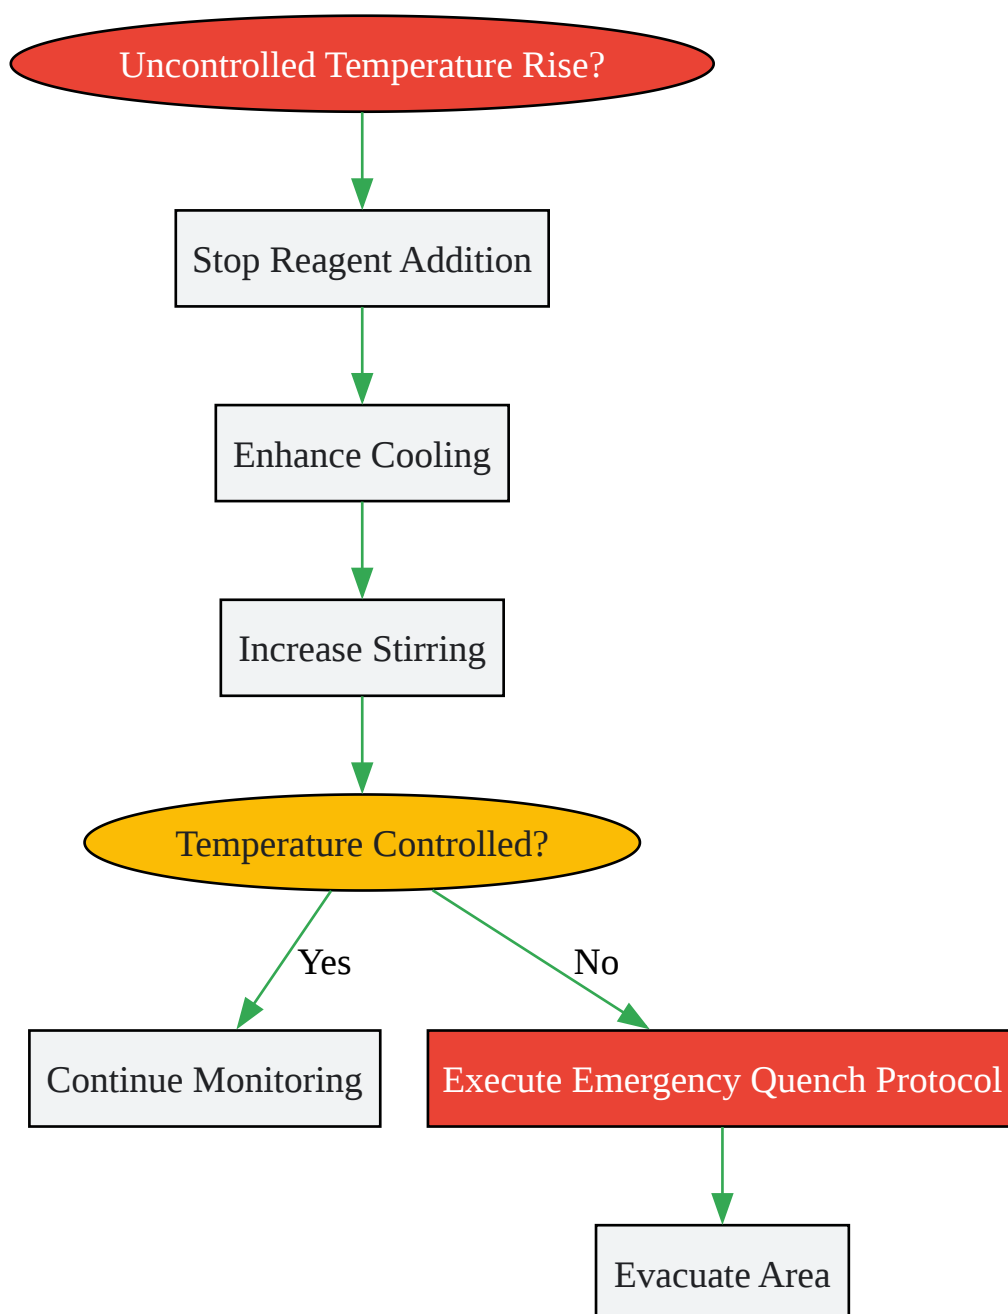 Uncontrolled Temperature Rise?
Stop Reagent Addition
Enhance Cooling
Increase Stirring
Temperature Controlled?
Yes
No
Continue Monitoring
Execute Emergency Quench Protocol
Evacuate Area